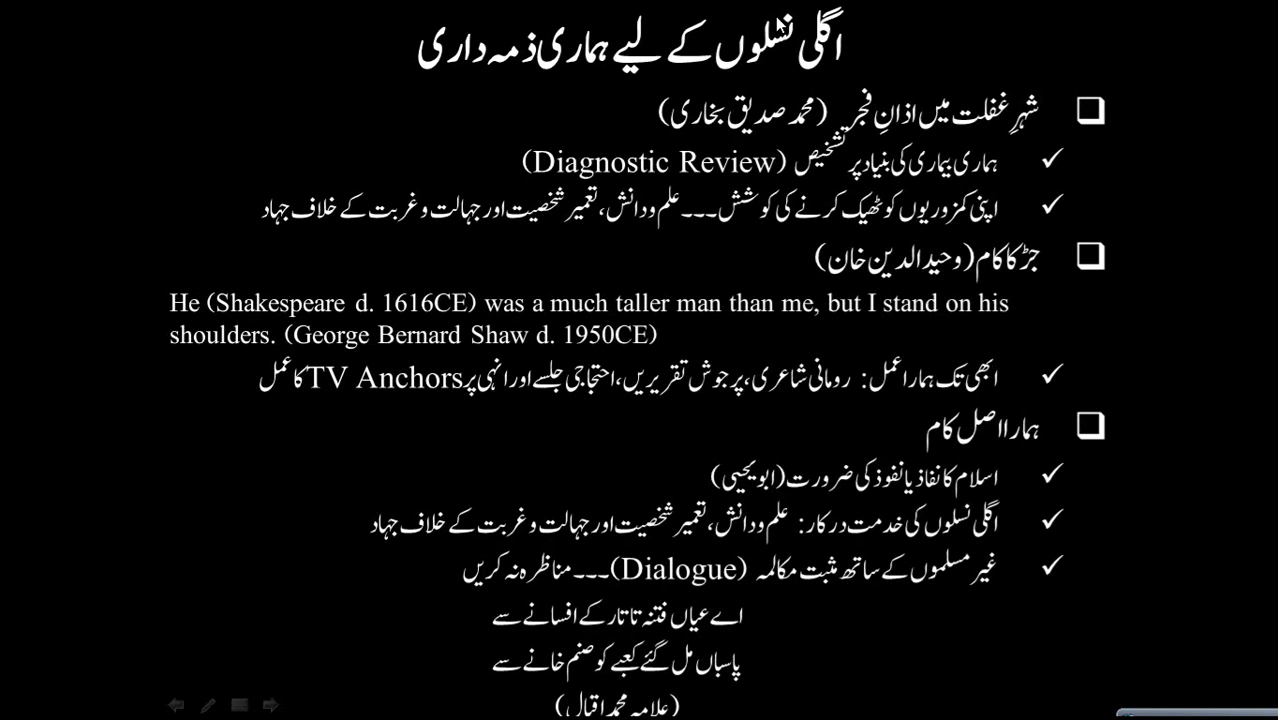 اگلی نسلوں کے لیے ہماری ذمہ داری
شہرِ غفلت میں اذانِ فجر (محمد صدیق بخاری)
ہماری بیماری کی بنیاد پر تشخیص (Diagnostic Review)
اپنی کمزوریوں کو ٹھیک کرنے کی کوشش۔۔۔ علم و دانش، تعمیر شخصیت اور جہالت و غربت کے خلاف جہاد
جڑ کا کام (وحید الدین خان)
He (Shakespeare d. 1616CE) was a much taller man than me, but I stand on his
shoulders. (George Bernard Shaw d. 1950CE)
ابھی تک ہمارا عمل: رومانی شاعری، پر جوش تقریریں، احتجاجی جلسے اور انہی پر TV Anchors کا عمل
ہمارا اصل کام
اسلام کا نفاذ یا نفوذ کی ضرورت (ابو یحییٰ)
اگلی نسلوں کی خدمت درکار: علم و دانش، تعمیر شخصیت اور جہالت و غربت کے خلاف جہاد
غیر مسلموں کے ساتھ مثبت مکالمہ (Dialogue)۔۔۔ مناظرہ نہ کریں
اے عیاں فتنہ تاتار کے افسانے سے
پاسباں مل گئے کعبے کو صنم خانے سے
(علامہ محمد اقبال)